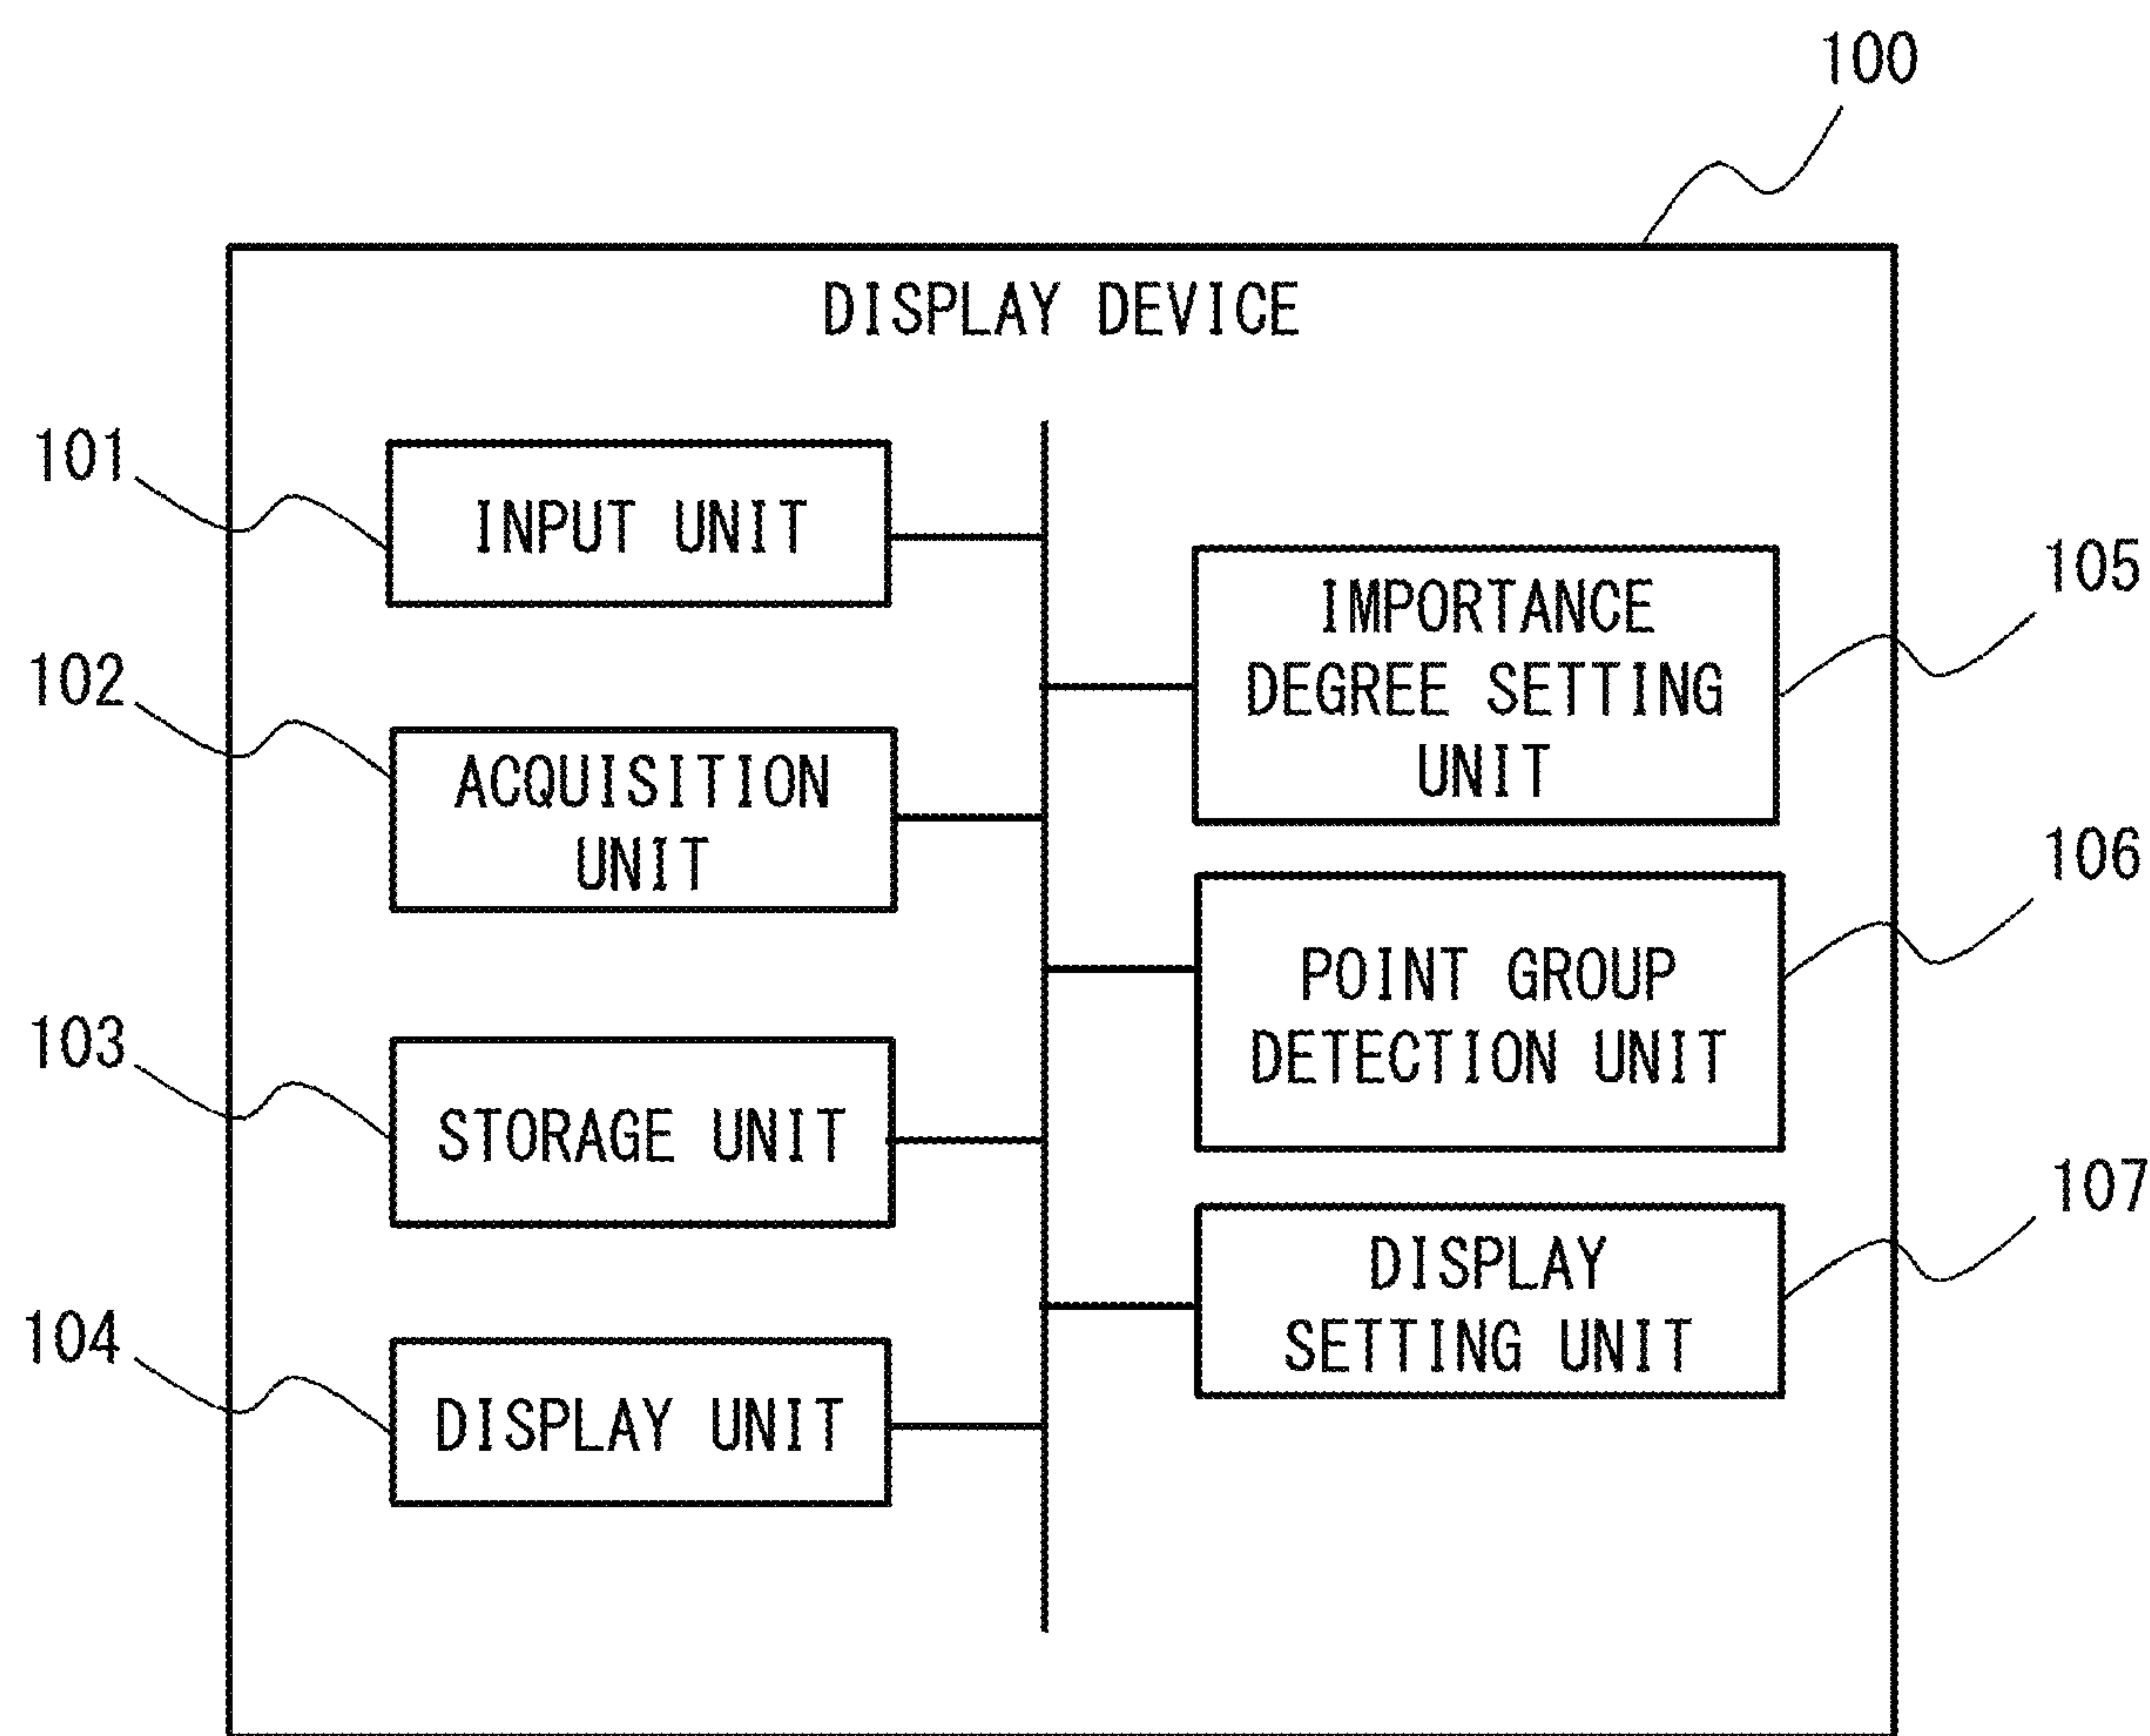 100
DISPLAY DEVICE
101
INPUT UNIT
102
ACQUISITION
UNIT
103
STORAGE UNIT
104
DISPLAY UNIT
105
IMPORTANCE
DEGREE SETTING
UNIT
106
POINT GROUP
DETECTION UNIT
107
DISPLAY
SETTING UNIT